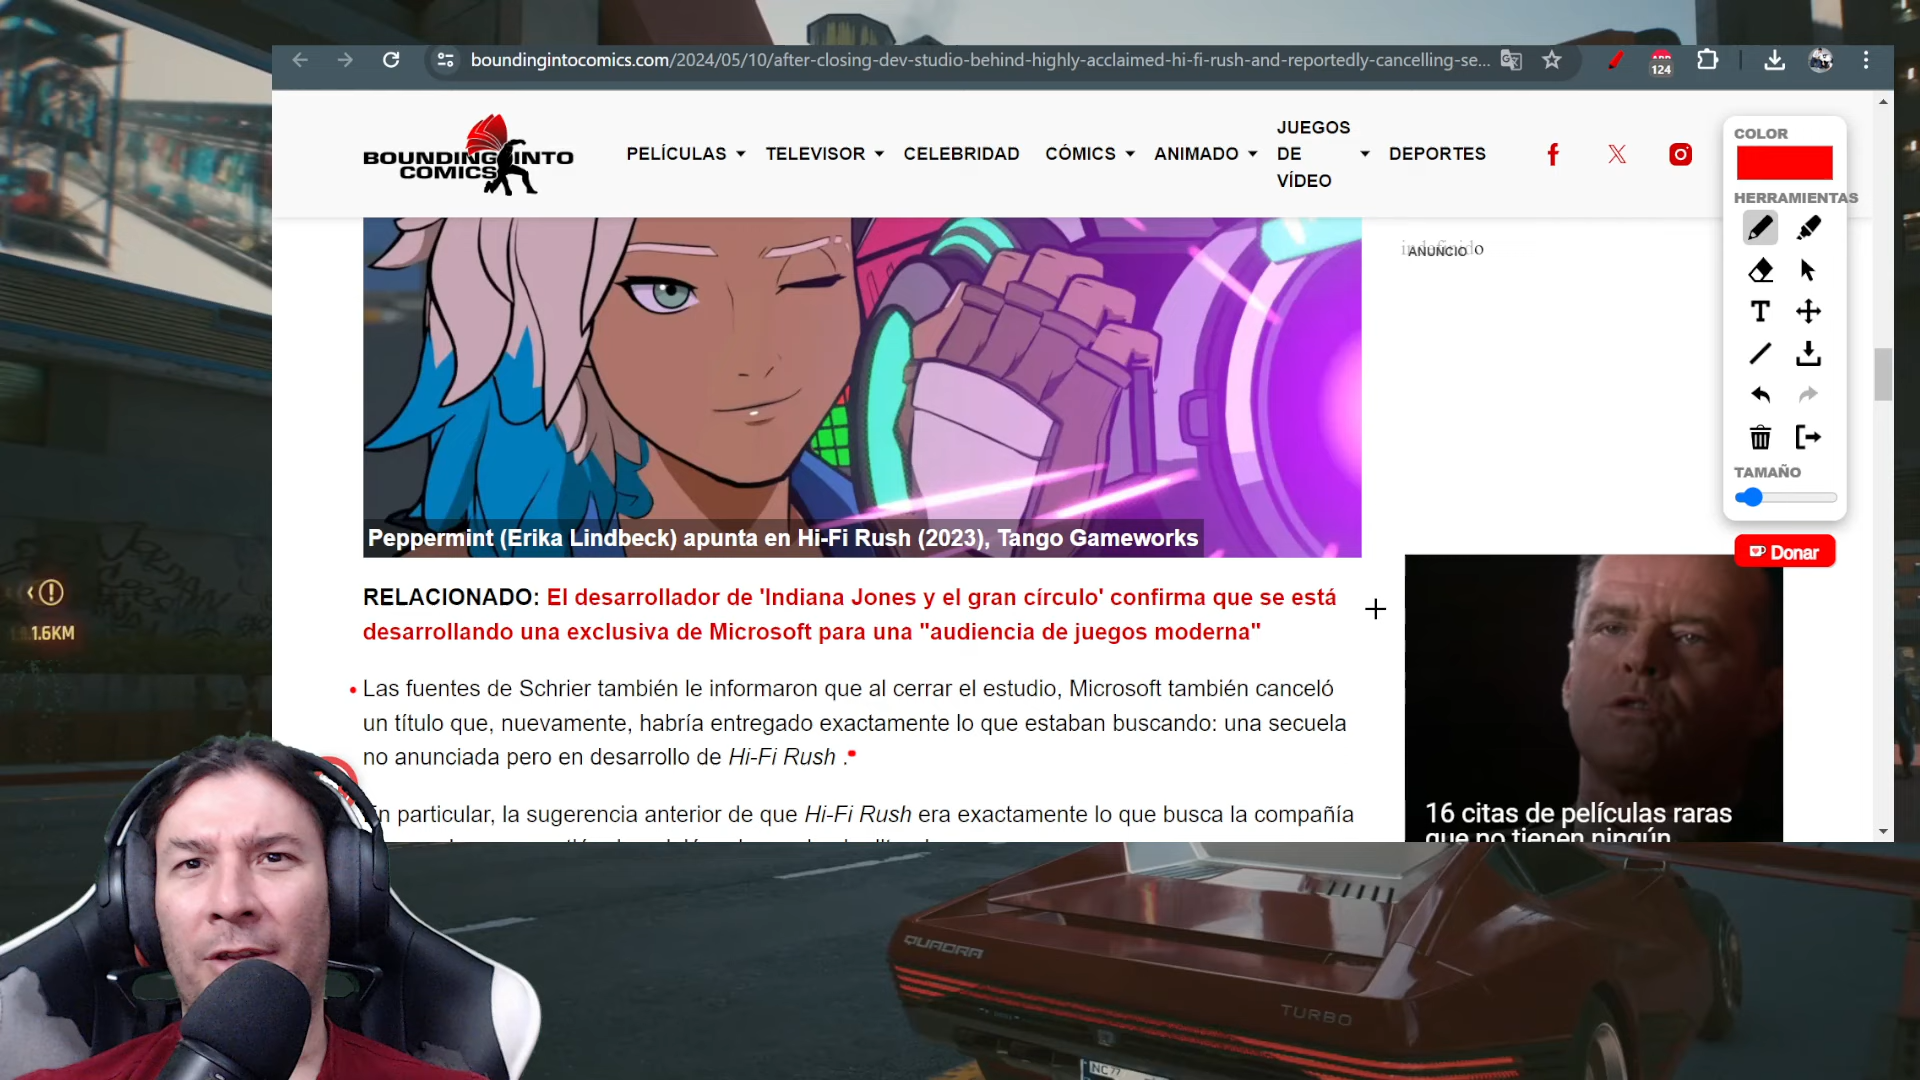 boundingintocomics.com/2024/05/10/after-closing-dev-studio-behind-highly-acclaimed-hi-fi-rush-and-reportedly-cancelling-se...
124
BOUNDING INTO
COMICS
PELÍCULAS
TELEVISOR
CELEBRIDAD
CÓMICS
ANIMADO
JUEGOS
DE
VÍDEO
DEPORTES
COLOR
HERRAMIENTAS
TAMAÑO
Donar
indefinido
ANUNCIO
Peppermint (Erika Lindbeck) apunta en Hi-Fi Rush (2023), Tango Gameworks
RELACIONADO: El desarrollador de 'Indiana Jones y el gran círculo' confirma que se está
desarrollando una exclusiva de Microsoft para una "audiencia de juegos moderna"
Las fuentes de Schrier también le informaron que al cerrar el estudio, Microsoft también canceló
un título que, nuevamente, habría entregado exactamente lo que estaban buscando: una secuela
no anunciada pero en desarrollo de Hi-Fi Rush .
En particular, la sugerencia anterior de que Hi-Fi Rush era exactamente lo que busca la compañía
16 citas de películas raras
que no tienen ningún
1.6KM
QUADRA
TURBO
NC77